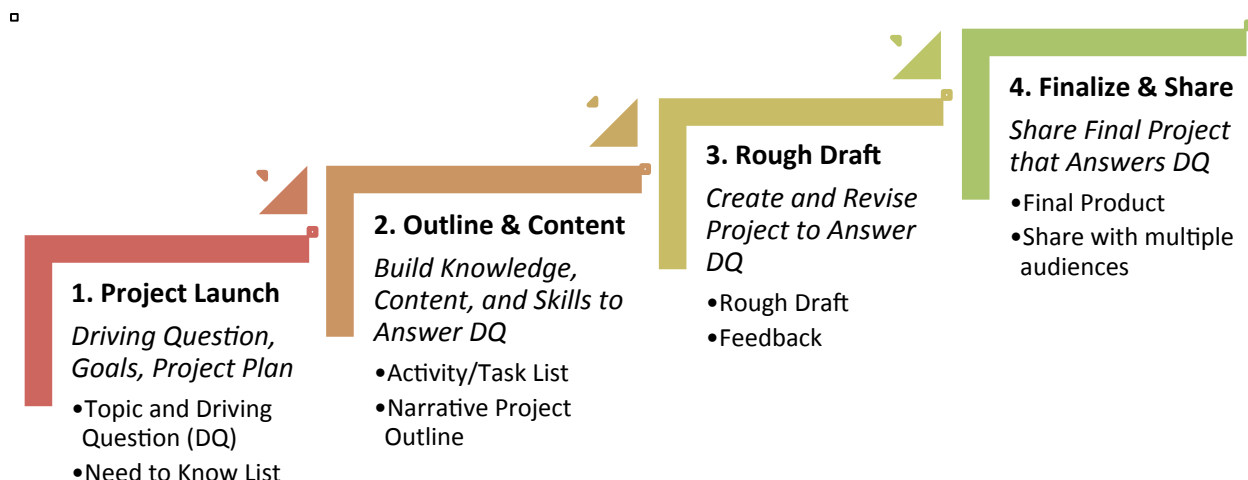 1. Project Launch
Driving Question,
Goals, Project Plan
•Topic and Driving
Question (DQ)
•Need to Know List
2. Outline & Content
Build Knowledge,
Content, and Skills to
Answer DQ
•Activity/Task List
•Narrative Project
Outline
3. Rough Draft
Create and Revise
Project to Answer
DQ
•Rough Draft
•Feedback
4. Finalize & Share
Share Final Project
that Answers DQ
•Final Product
•Share with multiple
audiences